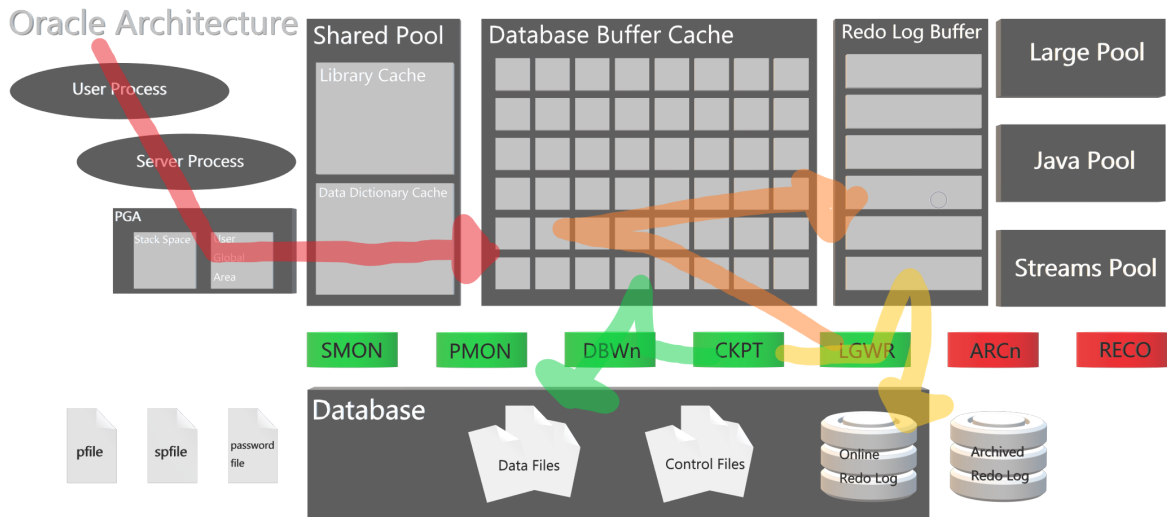 Oracle Architecture
User Process
Server Process
PGA
Stack Space
User
Global
Area
Shared Pool
Library Cache
Data Dictionary Cache
Database Buffer Cache
Redo Log Buffer
Large Pool
Java Pool
Streams Pool
SMON
PMON
DBWn
CKPT
LGWR
ARCn
RECO
pfile
spfile
password
file
Database
Data Files
Control Files
Online
Redo Log
Archived
Redo Log